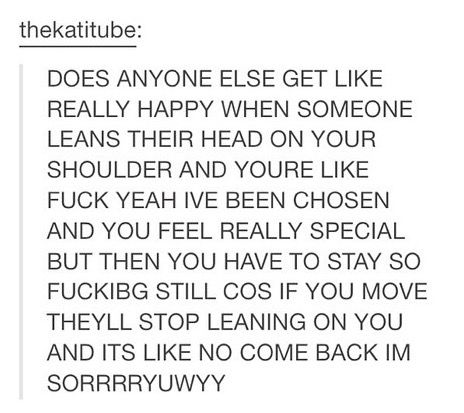 thekatitube:
DOES ANYONE ELSE GET LIKE
REALLY HAPPY WHEN SOMEONE
LEANS THEIR HEAD ON YOUR
SHOULDER AND YOURE LIKE
FUCK YEAH IVE BEEN CHOSEN
AND YOU FEEL REALLY SPECIAL
BUT THEN YOU HAVE TO STAY SO
FUCKIBG STILL COS IF YOU MOVE
THEYLL STOP LEANING ON YOU
AND ITS LIKE NO COME BACK IM
SORRRRYUWYY